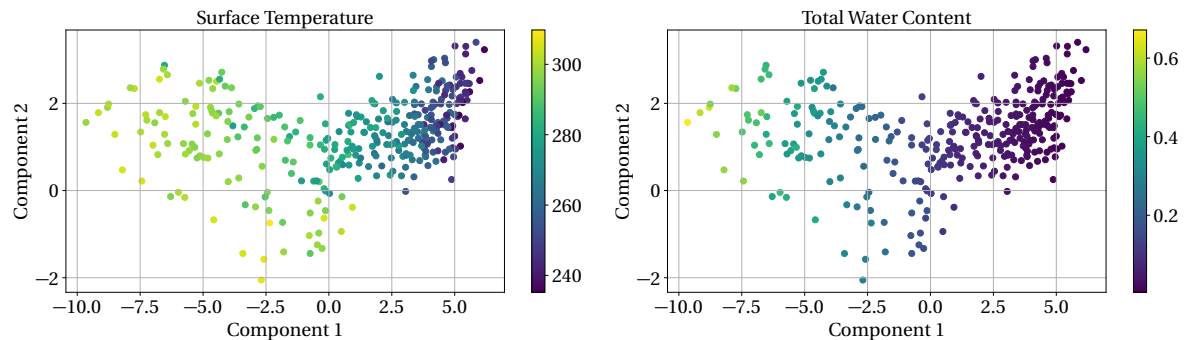 Surface Temperature
Component 2
2
0
−2
−10.0 −7.5 −5.0 −2.5 0.0 2.5 5.0
Component 1
300
280
260
240
Total Water Content
Component 2
2
0
−2
−10.0 −7.5 −5.0 −2.5 0.0 2.5 5.0
Component 1
0.6
0.4
0.2